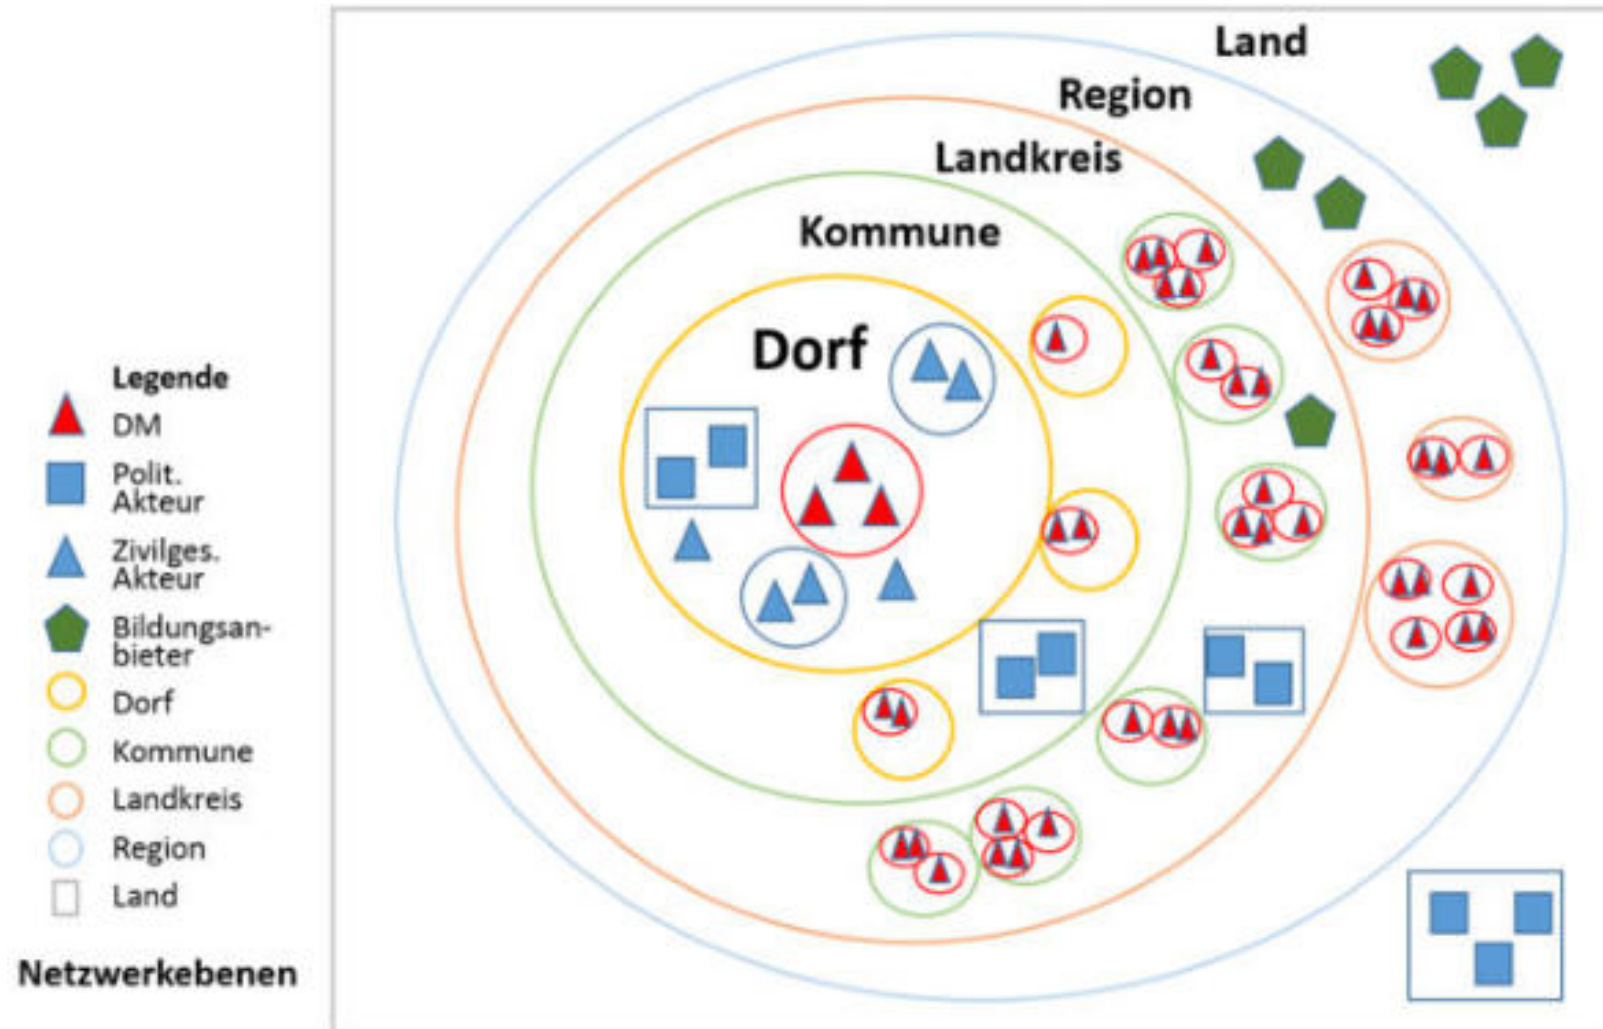 Land
Region
Landkreis
Kommune
Dorf
Legende
DM
Polit.
Akteur
Zivilges.
Akteur
Bildungsan-
bieter
Dorf
Kommune
Landkreis
Region
Land
Netzwerkebenen